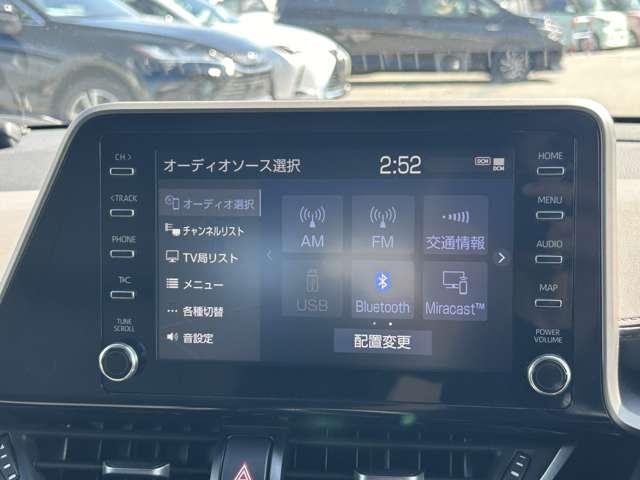 CH >
< TRACK
PHONE
TuC
TUNE
SCROLL
オーディオソース選択
2:52
DCM
DCM
オーディオ選択
チャンネルリスト
TV局リスト
メニュー
各種切替
音設定
AM
FM
交通情報
USB
Bluetooth
Miracast™
配置変更
HOME
MENU
AUDIO
MAP
POWER
VOLUME